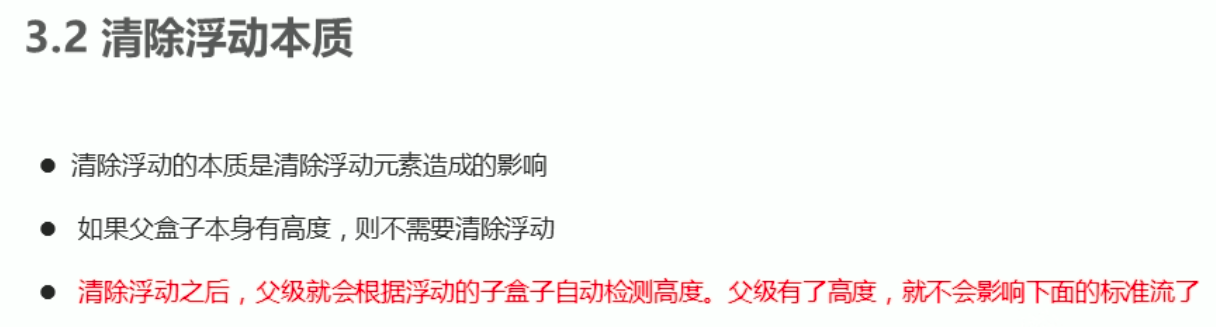 3.2 清除浮动本质
● 清除浮动的本质是清除浮动元素造成的影响
● 如果父盒子本身有高度，则不需要清除浮动
● 清除浮动之后，父级就会根据浮动的子盒子自动检测高度。父级有了高度，就不会影响下面的标准流了